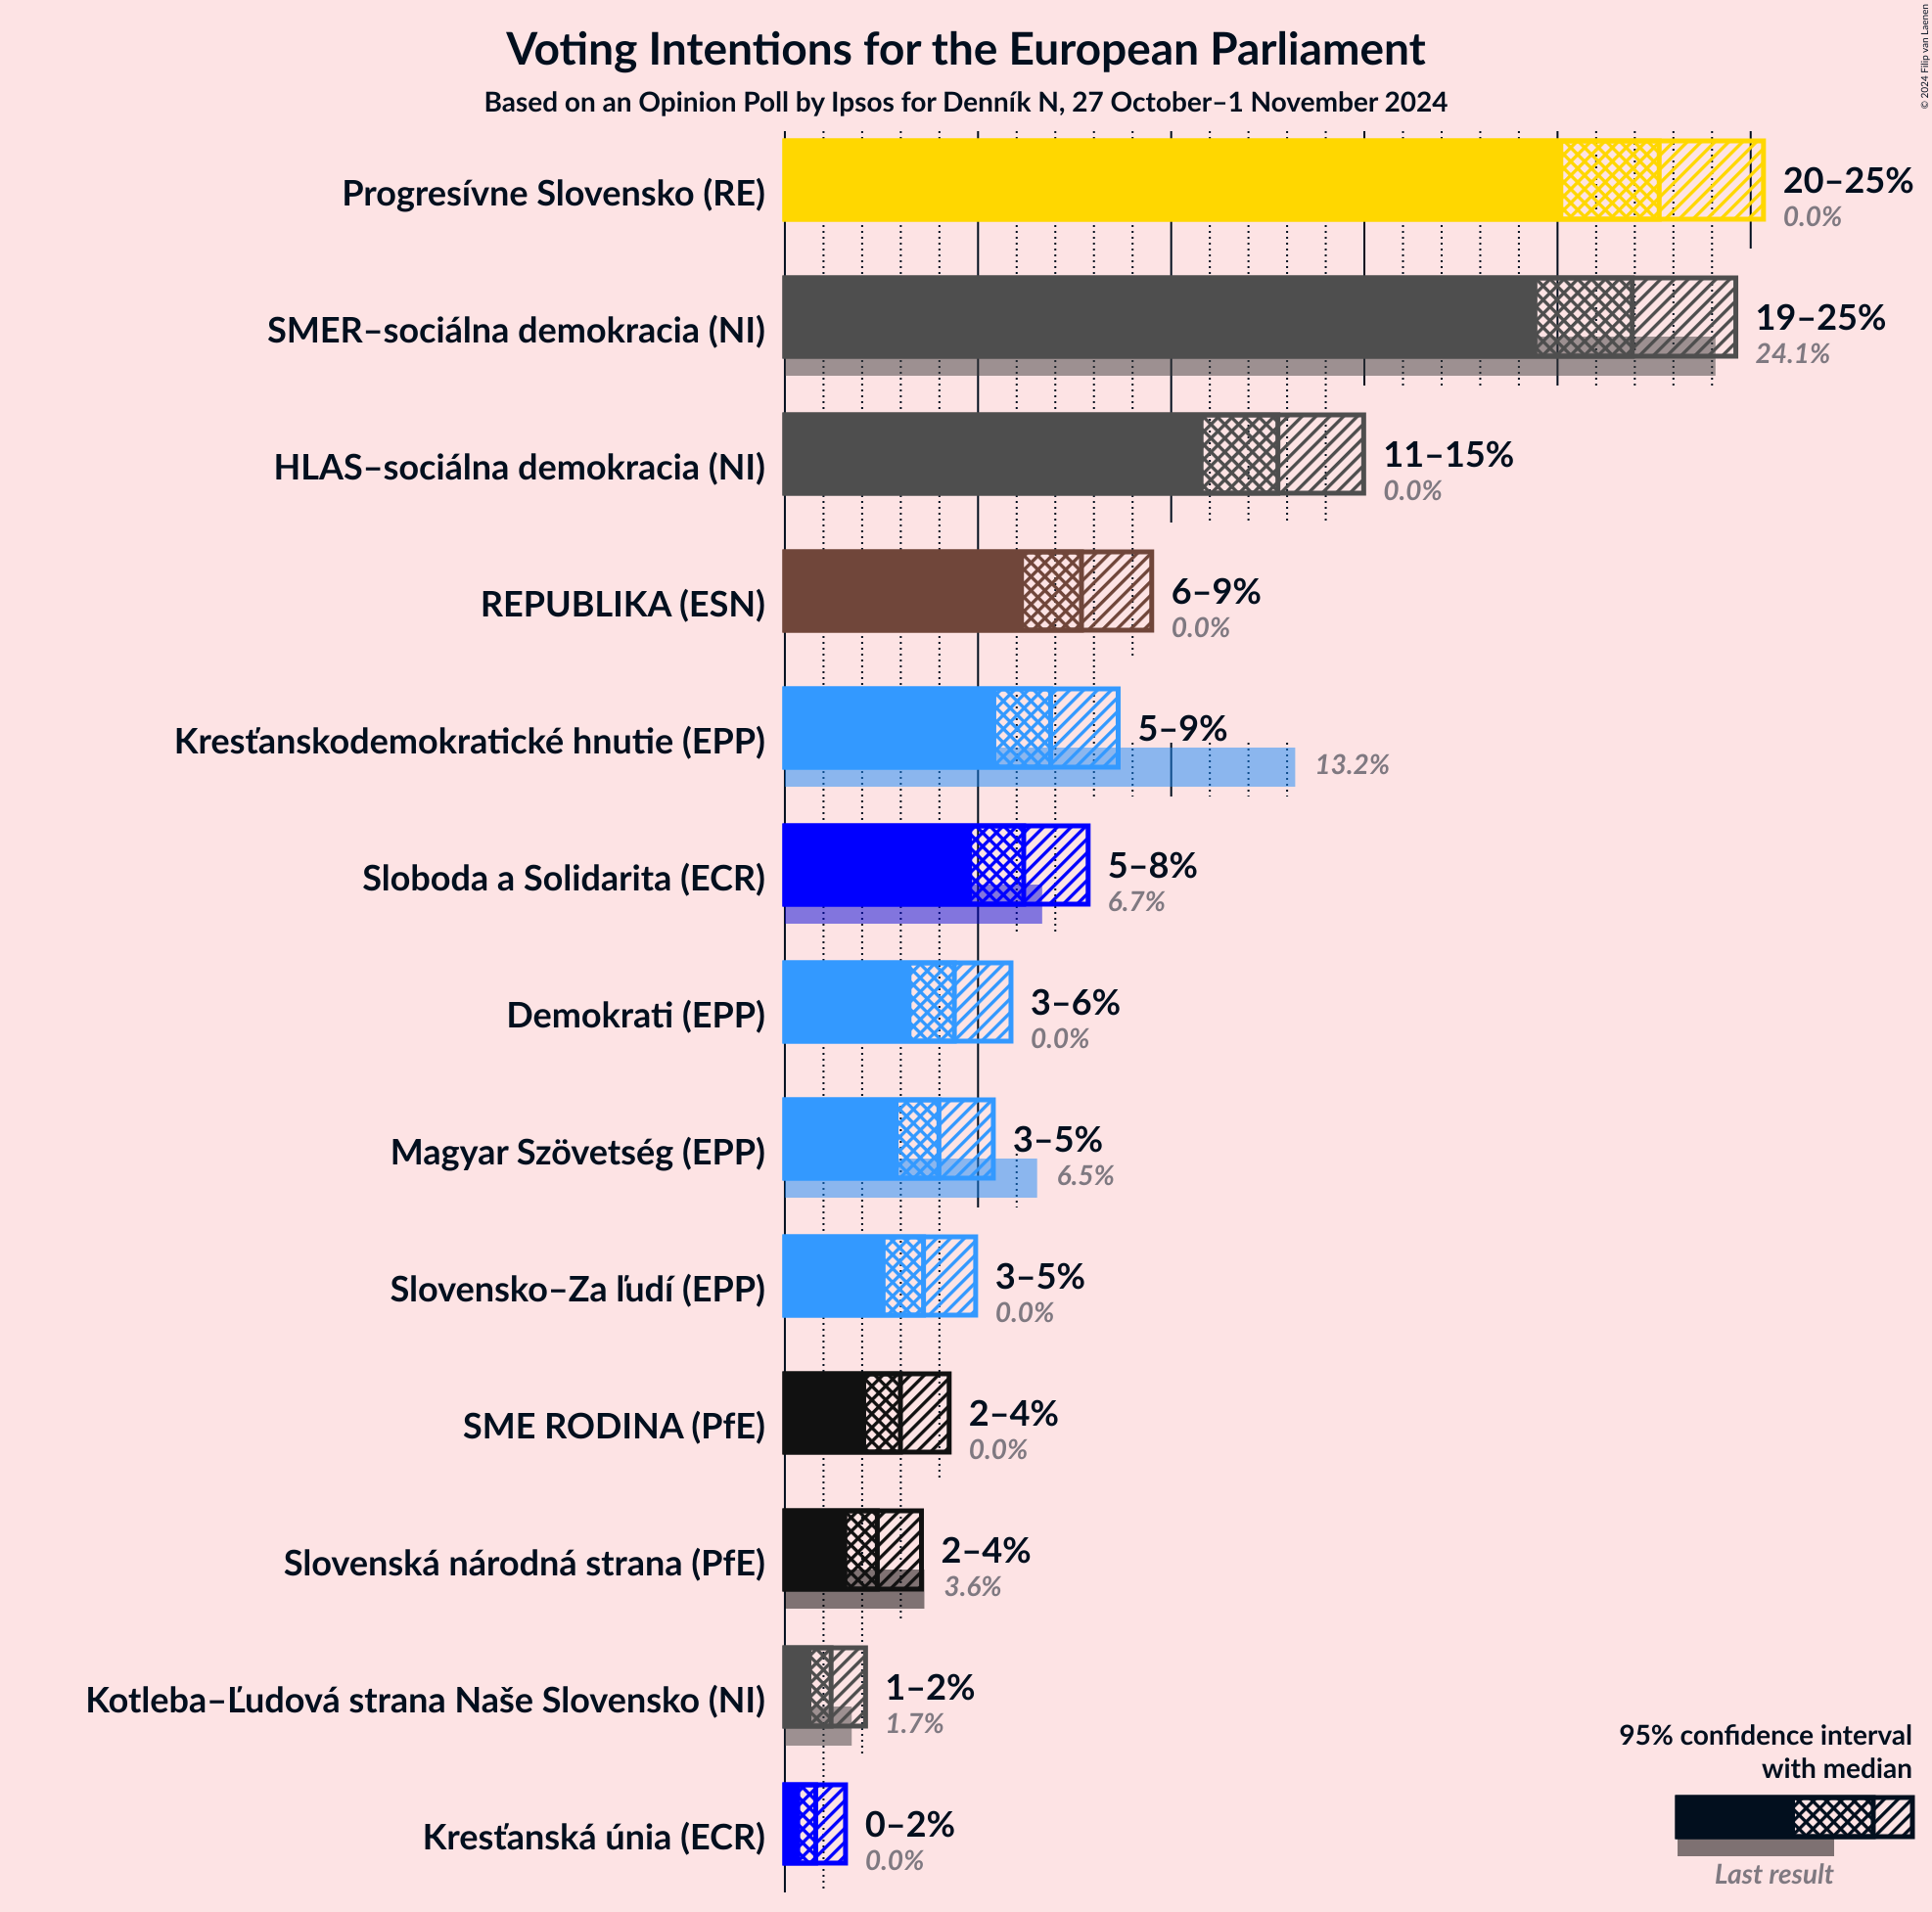 Voting Intentions for the European Parliament
Based on an Opinion Poll by Ipsos for Denník N, 27 October–1 November 2024
© 2024 Filip van Laenen
Progresívne Slovensko (RE)
20–25%
0.0%
SMER–sociálna demokracia (NI)
19–25%
24.1%
HLAS–sociálna demokracia (NI)
11–15%
0.0%
REPUBLIKA (ESN)
6–9%
0.0%
Kresťanskodemokratické hnutie (EPP)
5–9%
13.2%
Sloboda a Solidarita (ECR)
5–8%
6.7%
Demokrati (EPP)
3–6%
0.0%
Magyar Szövetség (EPP)
3–5%
6.5%
Slovensko–Za ľudí (EPP)
3–5%
0.0%
SME RODINA (PfE)
2–4%
0.0%
Slovenská národná strana (PfE)
2–4%
3.6%
Kotleba–Ľudová strana Naše Slovensko (NI)
1–2%
1.7%
Kresťanská únia (ECR)
0–2%
0.0%
95% confidence interval
with median
Last result